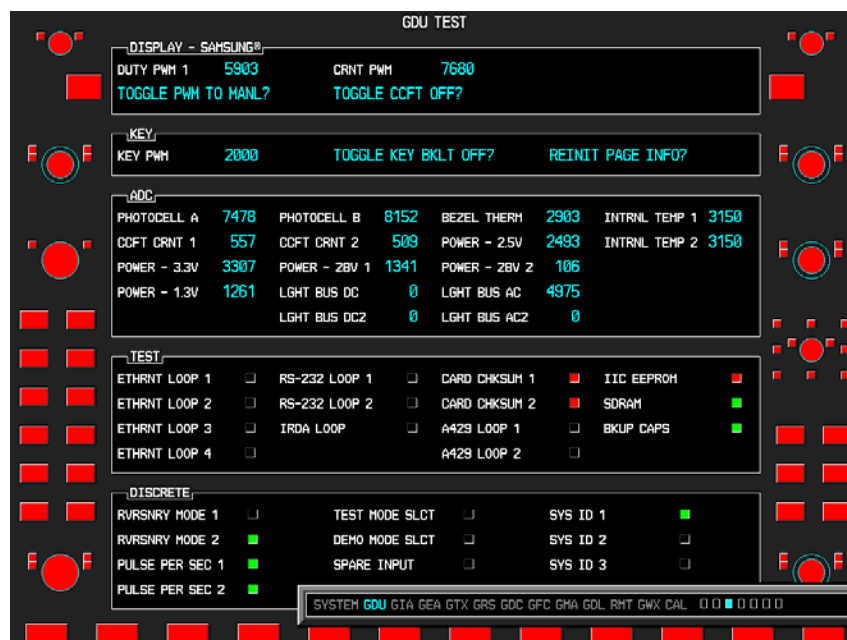 GDU TEST
DISPLAY - SAMSUNG®
DUTY PWM 1 5903 CRNT PWM 7680
TOGGLE PWM TO MANL? TOGGLE CCFT OFF?
KEY
KEY PWM 2000 TOGGLE KEY BKLT OFF? REINIT PAGE INFO?
ADC
PHOTOCELL A 7478 PHOTOCELL B 8152 BEZEL THERM 2903 INTRNL TEMP 1 3150
CCFT CRNT 1 557 CCFT CRNT 2 509 POWER - 2.5V 2493 INTRNL TEMP 2 3150
POWER - 3.3V 3307 POWER - 28V 1 1341 POWER - 28V 2 106
POWER - 1.3V 1261 LGHT BUS DC 0 LGHT BUS AC 4975
LGHT BUS DC2 0 LGHT BUS AC2 0
TEST
ETHRNT LOOP 1 RS-232 LOOP 1 CARD CHKSUM 1 IIC EEPROM
ETHRNT LOOP 2 RS-232 LOOP 2 CARD CHKSUM 2 SDRAM
ETHRNT LOOP 3 IRDA LOOP A429 LOOP 1 BKUP CAPS
ETHRNT LOOP 4 A429 LOOP 2
DISCRETE
RVRSNRY MODE 1 TEST MODE SLCT SYS ID 1
RVRSNRY MODE 2 DEMO MODE SLCT SYS ID 2
PULSE PER SEC 1 SPARE INPUT SYS ID 3
PULSE PER SEC 2
SYSTEM GDU GIA GEA GTX GRS GDC GFC GMA GDL RMT GWX CAL